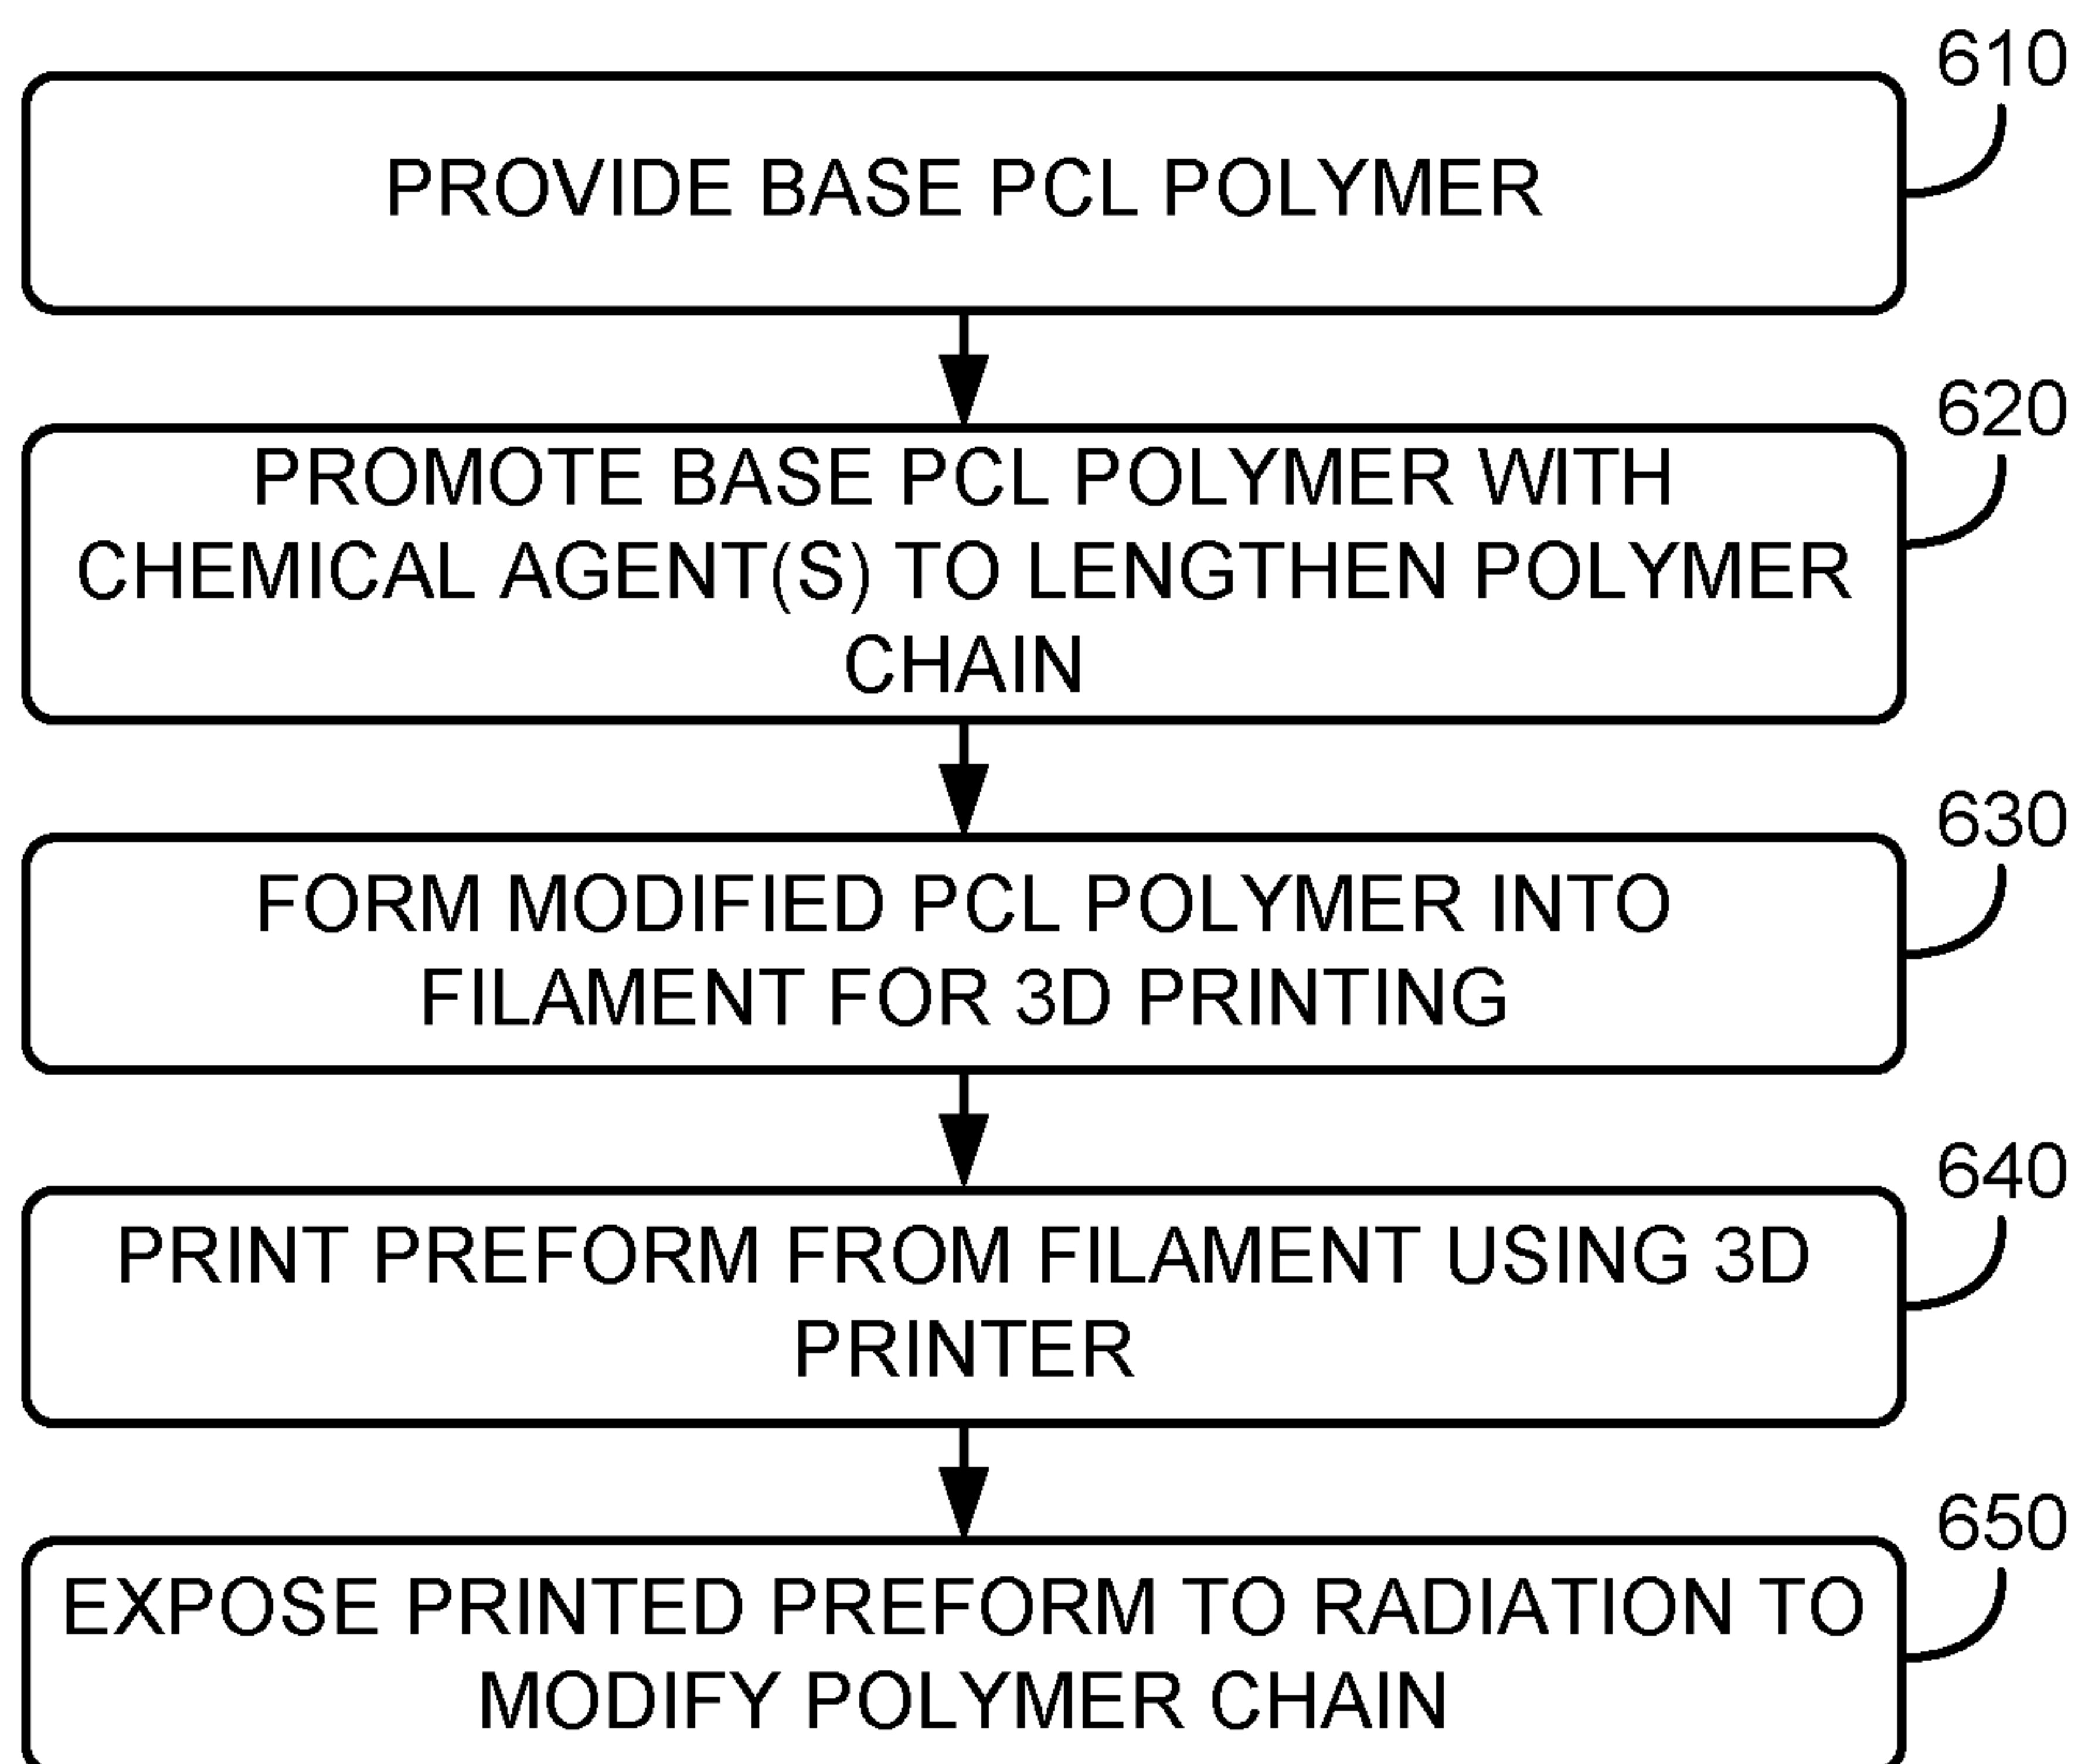 610
PROVIDE BASE PCL POLYMER
620
PROMOTE BASE PCL POLYMER WITH
CHEMICAL AGENT(S) TO LENGTHEN POLYMER
CHAIN
630
FORM MODIFIED PCL POLYMER INTO
FILAMENT FOR 3D PRINTING
640
PRINT PREFORM FROM FILAMENT USING 3D
PRINTER
650
EXPOSE PRINTED PREFORM TO RADIATION TO
MODIFY POLYMER CHAIN